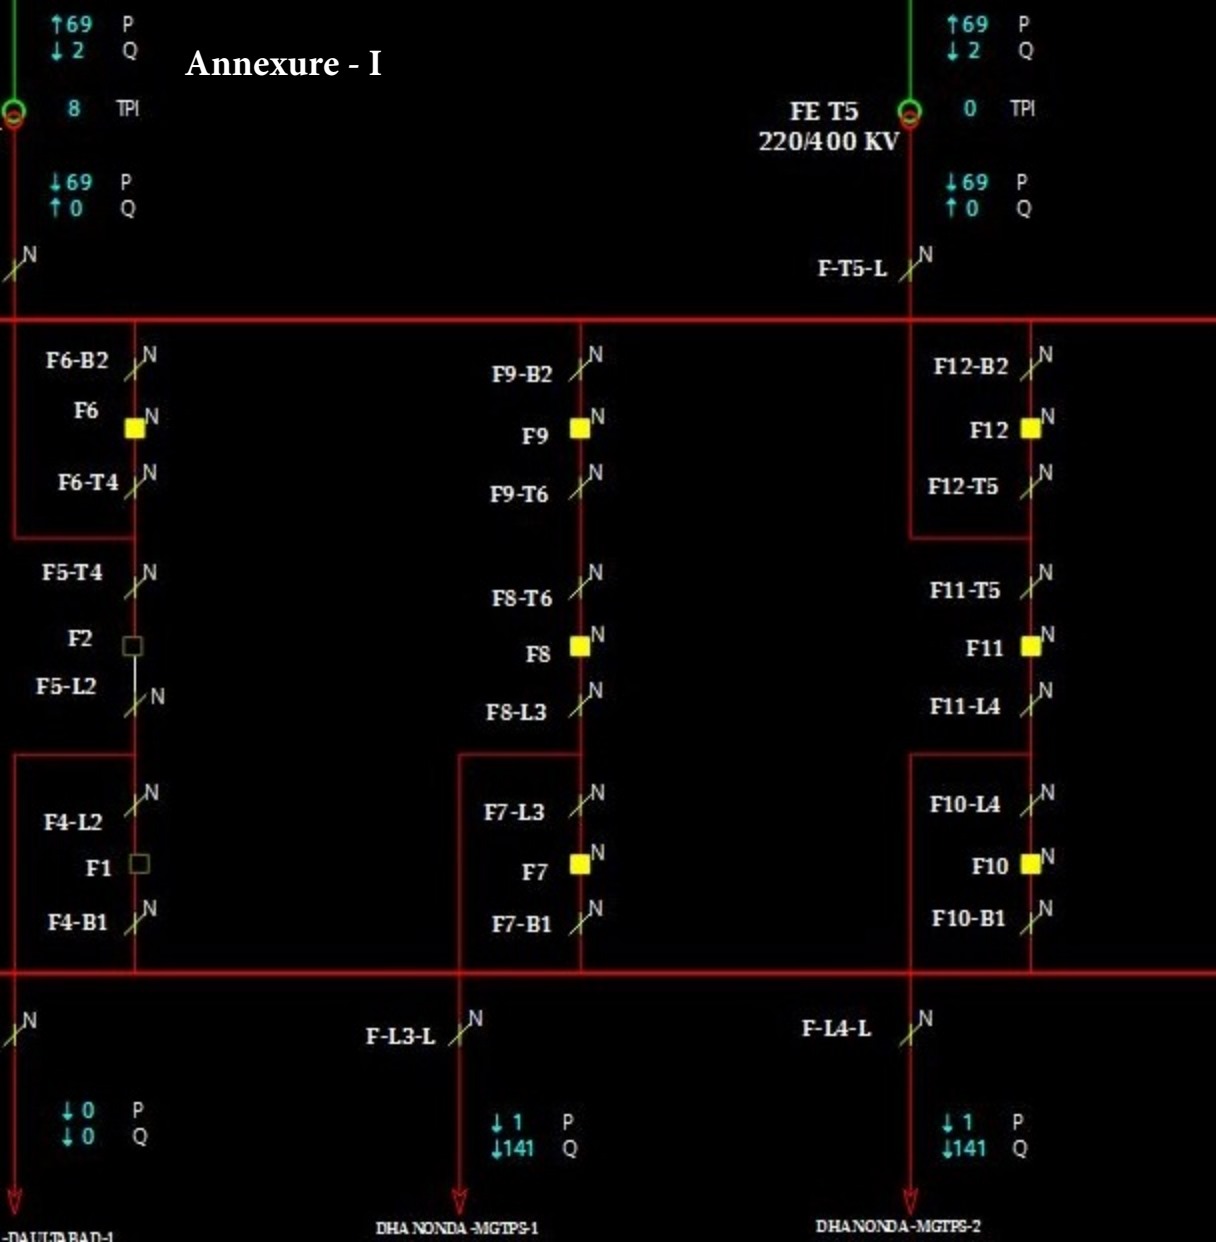 ↑69 P
↓ 2 Q
Annexure - I
8 TPI
↓69 P
↑ 0 Q
N
↑69 P
↓ 2 Q
FE T5
220/400 KV
0 TPI
↓69 P
↑ 0 Q
F-T5-L N
F6-B2 N
F6 N
F6-T4 N
F5-T4 N
F2
F5-L2 N
F4-L2 N
F1
F4-B1 N
F9-B2 N
F9 N
F9-T6 N
F8-T6 N
F8 N
F8-L3 N
F7-L3 N
F7 N
F7-B1 N
F12-B2 N
F12 N
F12-T5 N
F11-T5 N
F11 N
F11-L4 N
F10-L4 N
F10 N
F10-B1 N
N
↓ 0 P
↓ 0 Q
-DAULTABAD-1
F-L3-L N
↓ 1 P
↓141 Q
DHANONDA-MGTPS-1
F-L4-L N
↓ 1 P
↓141 Q
DHANONDA-MGTPS-2